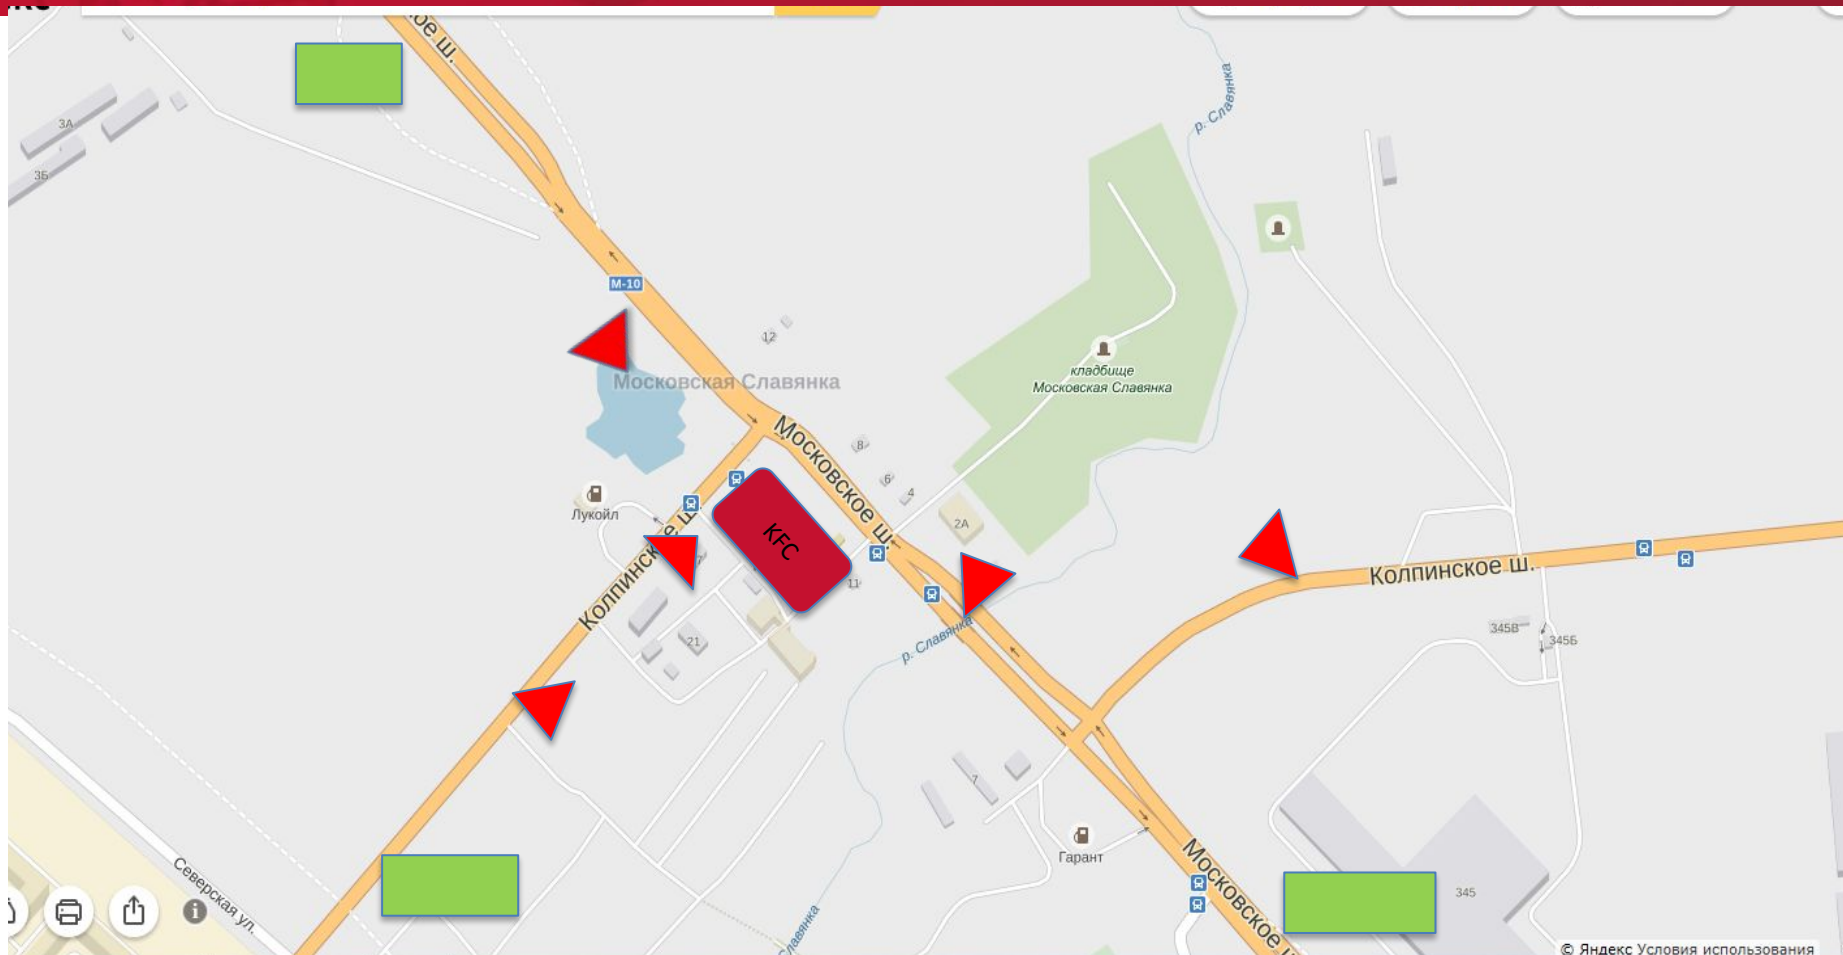 ое ш.
р. Славянка
3А
3Б
М-10
12
Московская Славянка
кладбище
Московская Славянка
Московское ш.
8
6
4
2А
Лукойл
KFC
11
Колпинское ш.
Колпинское ш.
21
р. Славянка
345В
345Б
7
Гарант
Московское ш.
345
Северская ул.
Славянка
© Яндекс Условия использования